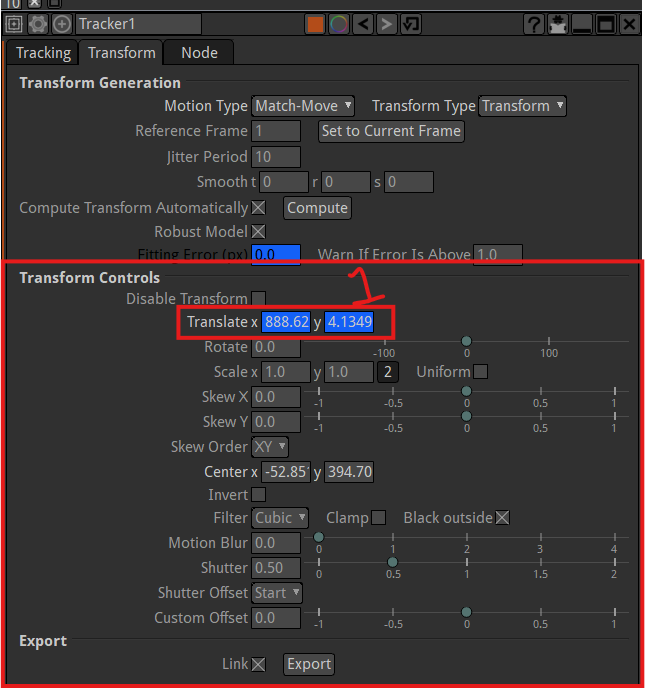 10
Tracker1
?
Tracking Transform Node
Transform Generation
Motion Type Match-Move Transform Type Transform
Reference Frame 1 Set to Current Frame
Jitter Period 10
Smooth t 0 r 0 s 0
Compute Transform Automatically Compute
Robust Model
Fitting Error (px) 0.0 Warn If Error Is Above 1.0
Transform Controls
1
Disable Transform
Translate x 888.62 y 4.1349
Rotate 0.0 -100 0 100
Scale x 1.0 y 1.0 2 Uniform
Skew X 0.0 -1 -0.5 0 0.5 1
Skew Y 0.0 -1 -0.5 0 0.5 1
Skew Order XY
Center x -52.851 y 394.70
Invert
Filter Cubic Clamp Black outside
Motion Blur 0.0 0 1 2 3 4
Shutter 0.50 0 0.5 1 1.5 2
Shutter Offset Start
Custom Offset 0.0 -1 -0.5 0 0.5 1
Export
Link Export